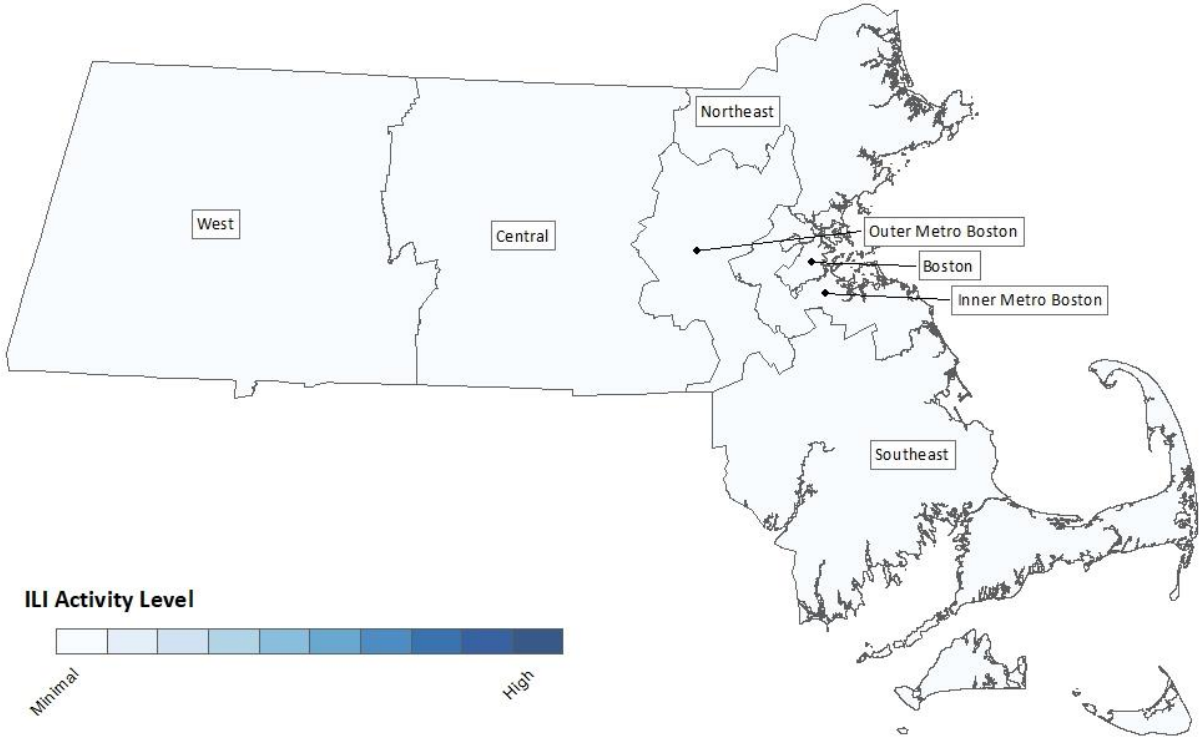 Northeast
West
Central
Outer Metro Boston
Boston
Inner Metro Boston
Southeast
ILI Activity Level
Minimal
High